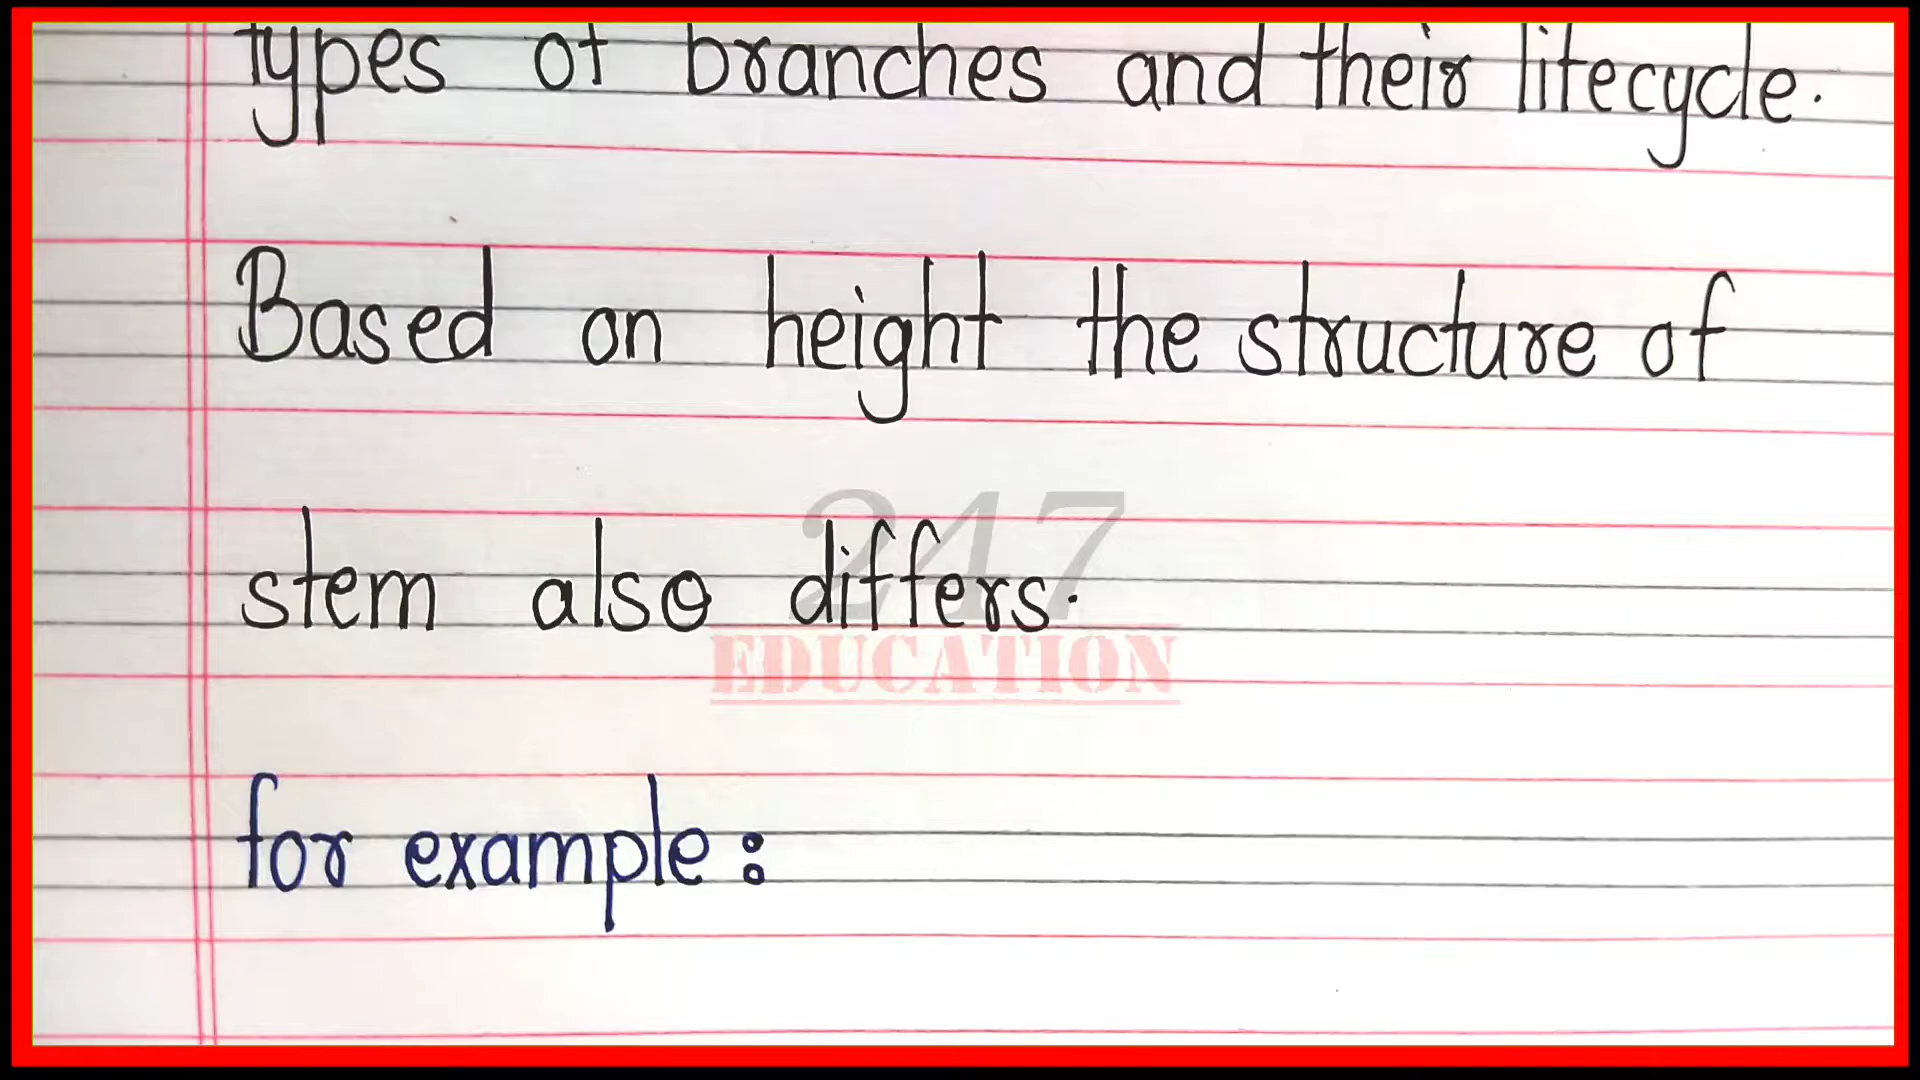 types of branches and their lifecycle.
Based on height the structure of
stem also differs.
247
EDUCATION
for example: